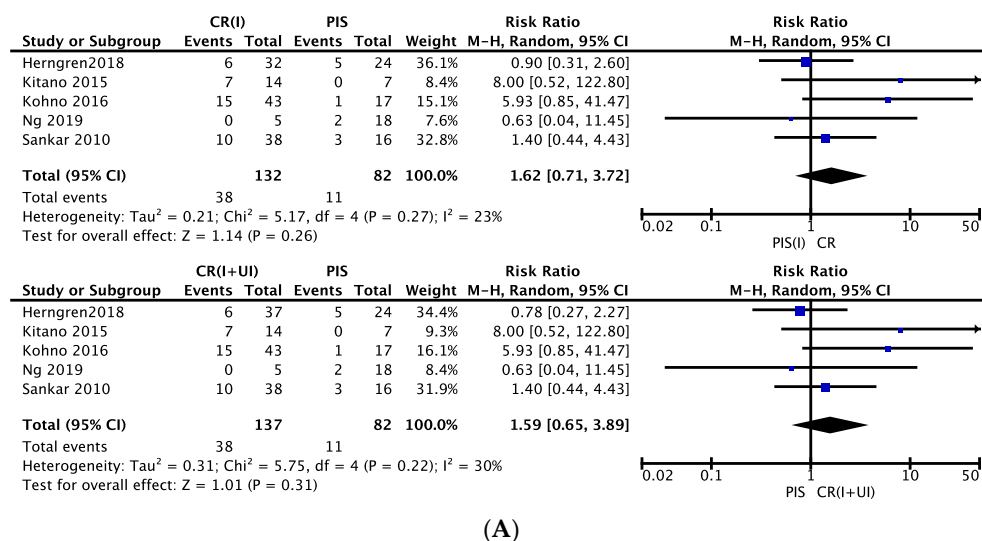 CR(I) PIS Risk Ratio Risk Ratio
Study or Subgroup Events Total Events Total Weight M-H, Random, 95% CI M-H, Random, 95% CI
Herngren2018 6 32 5 24 36.1% 0.90 [0.31, 2.60]
Kitano 2015 7 14 0 7 8.4% 8.00 [0.52, 122.80]
Kohno 2016 15 43 1 17 15.1% 5.93 [0.85, 41.47]
Ng 2019 0 5 2 18 7.6% 0.63 [0.04, 11.45]
Sankar 2010 10 38 3 16 32.8% 1.40 [0.44, 4.43]
Total (95% CI) 132 82 100.0% 1.62 [0.71, 3.72]
Total events 38 11
Heterogeneity: Tau² = 0.21; Chi² = 5.17, df = 4 (P = 0.27); I² = 23%
Test for overall effect: Z = 1.14 (P = 0.26)
0.02 0.1 1 10 50
PIS(I) CR
CR(I+UI) PIS Risk Ratio Risk Ratio
Study or Subgroup Events Total Events Total Weight M-H, Random, 95% CI M-H, Random, 95% CI
Herngren2018 6 37 5 24 34.4% 0.78 [0.27, 2.27]
Kitano 2015 7 14 0 7 9.3% 8.00 [0.52, 122.80]
Kohno 2016 15 43 1 17 16.1% 5.93 [0.85, 41.47]
Ng 2019 0 5 2 18 8.4% 0.63 [0.04, 11.45]
Sankar 2010 10 38 3 16 31.9% 1.40 [0.44, 4.43]
Total (95% CI) 137 82 100.0% 1.59 [0.65, 3.89]
Total events 38 11
Heterogeneity: Tau² = 0.31; Chi² = 5.75, df = 4 (P = 0.22); I² = 30%
Test for overall effect: Z = 1.01 (P = 0.31)
0.02 0.1 1 10 50
PIS CR(I+UI)
(A)